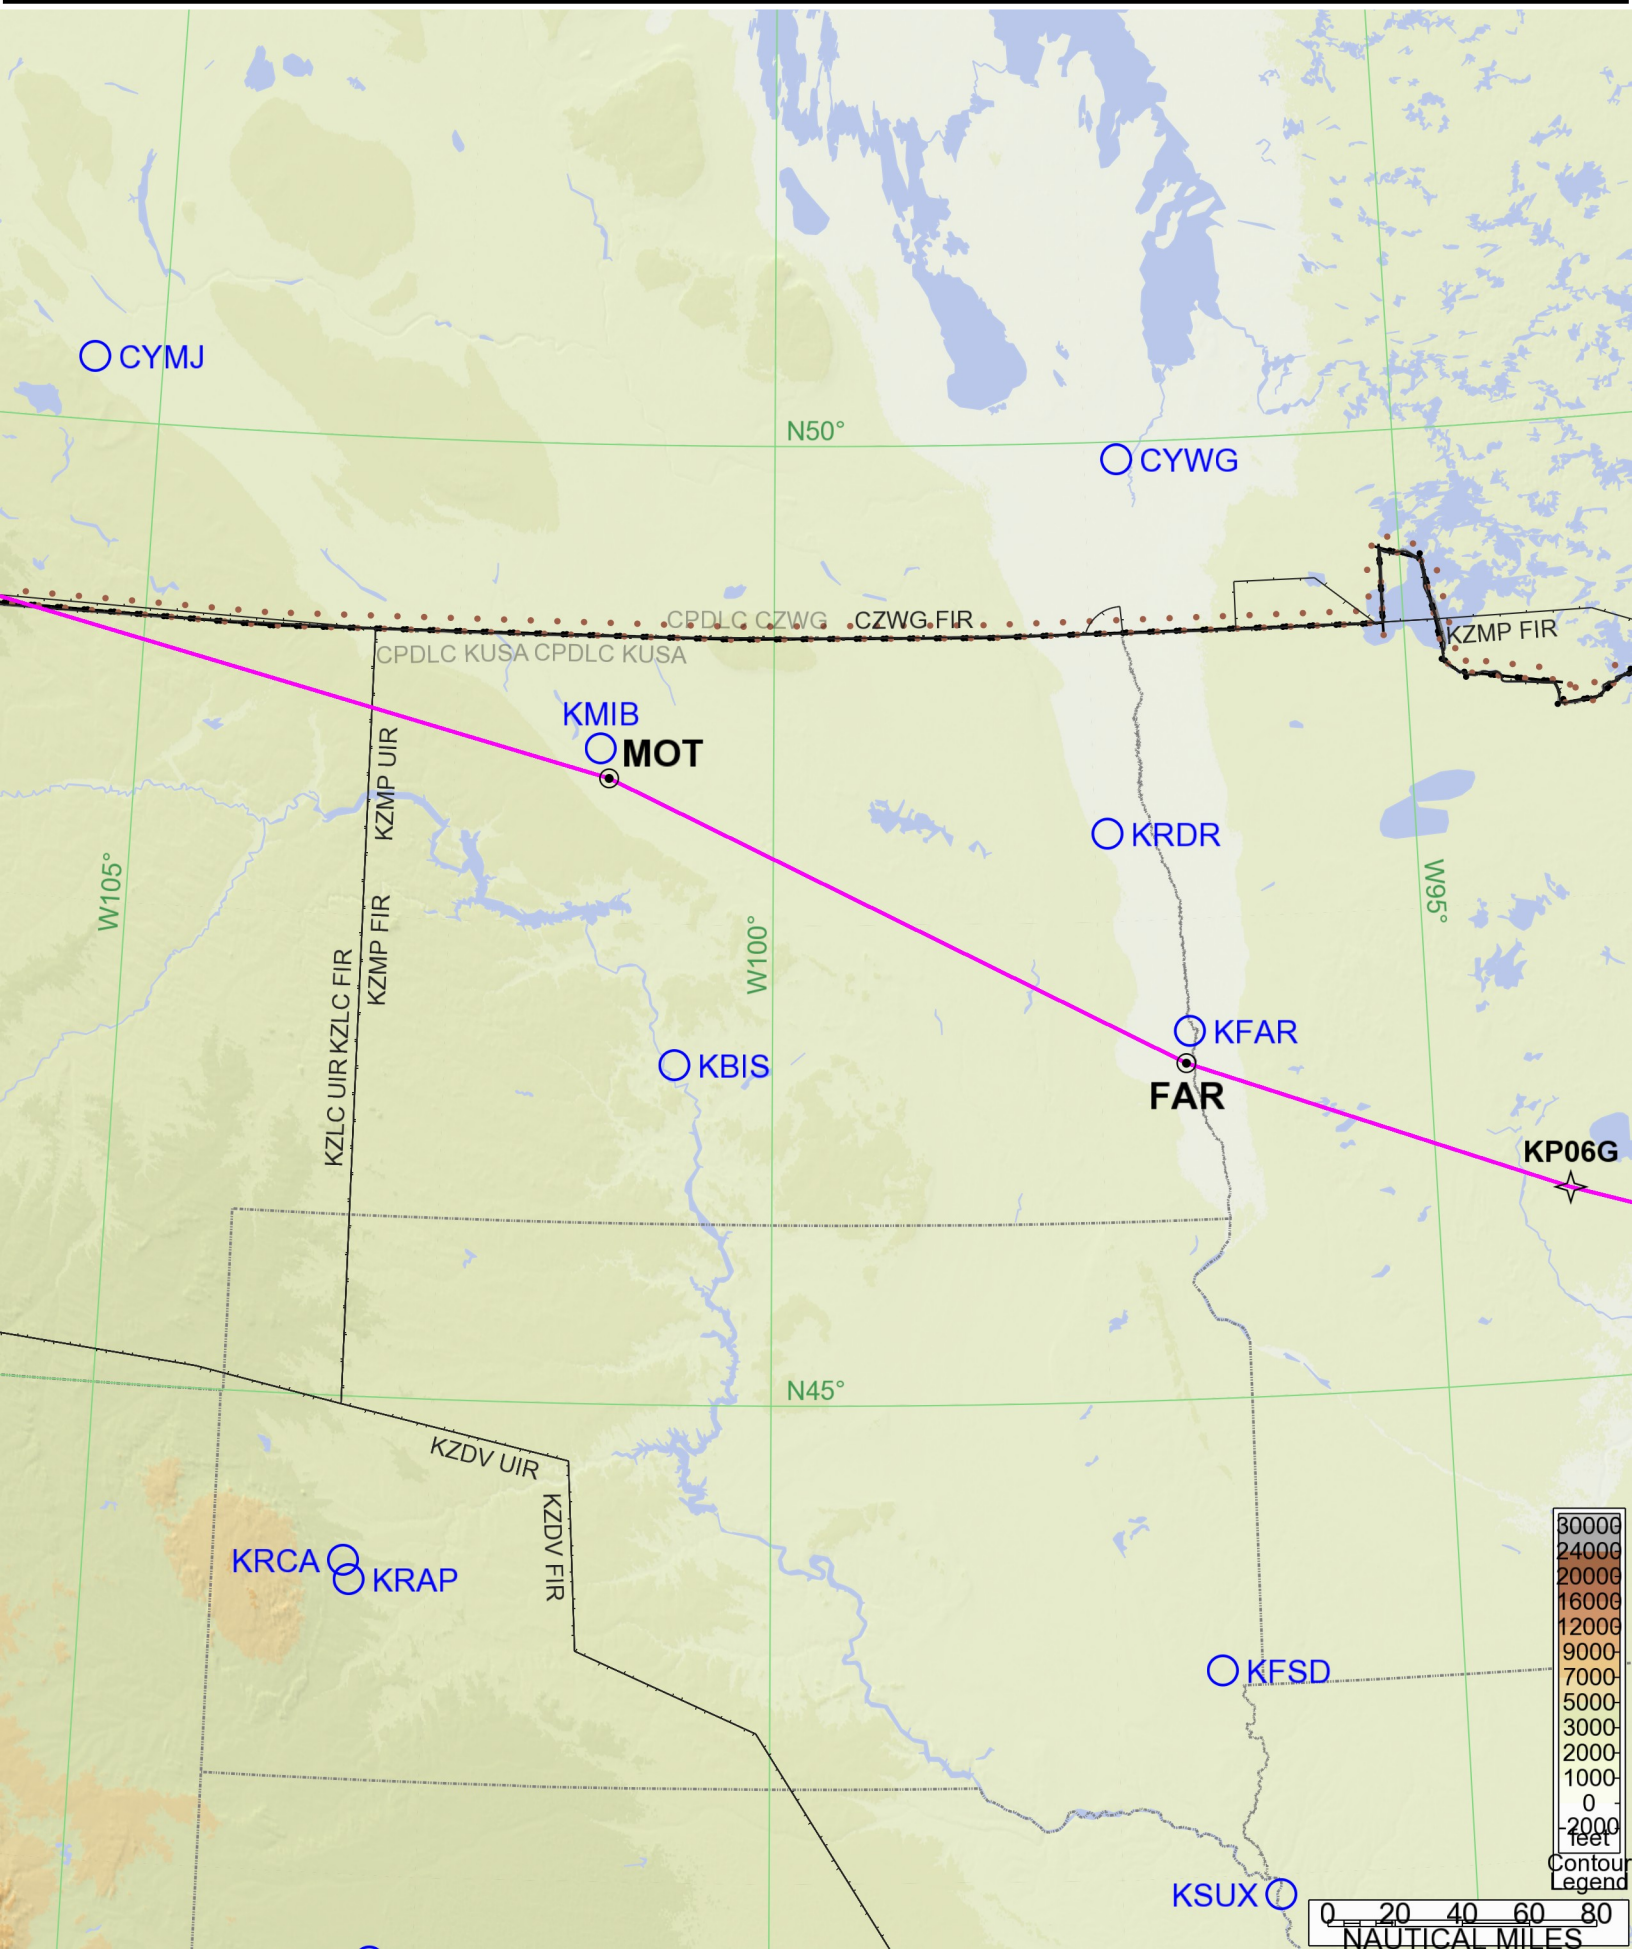 CYMJ
N50°
CYWG
CPDLC CZWG
CZWG FIR
KZMP FIR
CPDLC KUSA CPDLC KUSA
KMIB
MOT
KZMP UIR
KRDR
W105°
W95°
KZMP FIR
W100°
KZLC UIR KZLC FIR
KFAR
KBIS
FAR
KP06G
N45°
KZDV UIR
KZDV FIR
KRCA
KRAP
KFSD
KSUX
30000
24000
20000
16000
12000
9000
7000
5000
3000
2000
1000
0
-2000
feet
Contour
Legend
0 20 40 60 80
NAUTICAL MILES